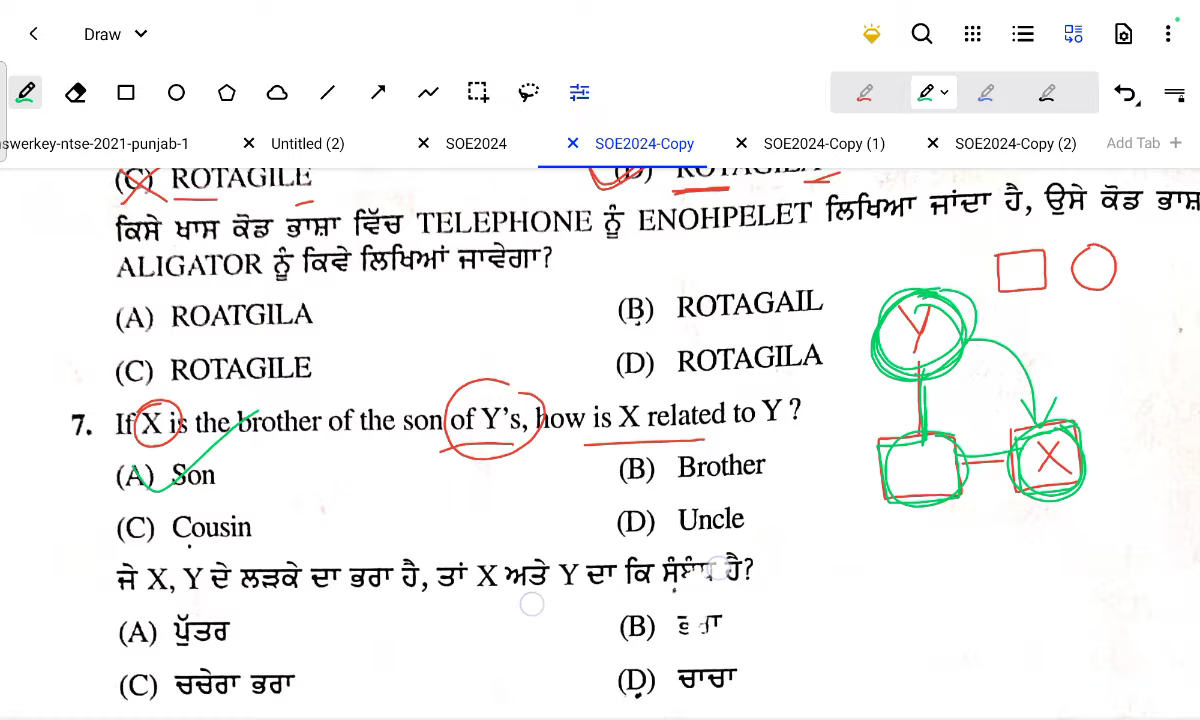 Draw
swerkey-ntse-2021-punjab-1 × Untitled (2) × SOE2024 × SOE2024-Copy × SOE2024-Copy (1) × SOE2024-Copy (2) Add Tab +
(C) ROTAGILE
ਕਿਸੇ ਖਾਸ ਕੋਡ ਭਾਸ਼ਾ ਵਿੱਚ TELEPHONE ਨੂੰ ENOHPELET ਲਿਖਿਆ ਜਾਂਦਾ ਹੈ, ਉਸੇ ਕੋਡ ਭਾਸ਼
ALIGATOR ਨੂੰ ਕਿਵੇ ਲਿਖਿਆਂ ਜਾਵੇਗਾ?
(A) ROATGILA (B) ROTAGAIL
(C) ROTAGILE (D) ROTAGILA
Y
7. If X is the brother of the son of Y's, how is X related to Y ?
X
(A) Son (B) Brother
(C) Cousin (D) Uncle
ਜੇ X, Y ਦੇ ਲੜਕੇ ਦਾ ਭਰਾ ਹੈ, ਤਾਂ X ਅਤੇ Y ਦਾ ਕਿ ਹੈ?
(A) ਪੁੱਤਰ (B)
(C) ਚਚੇਰਾ ਭਰਾ (D) ਚਾਚਾ